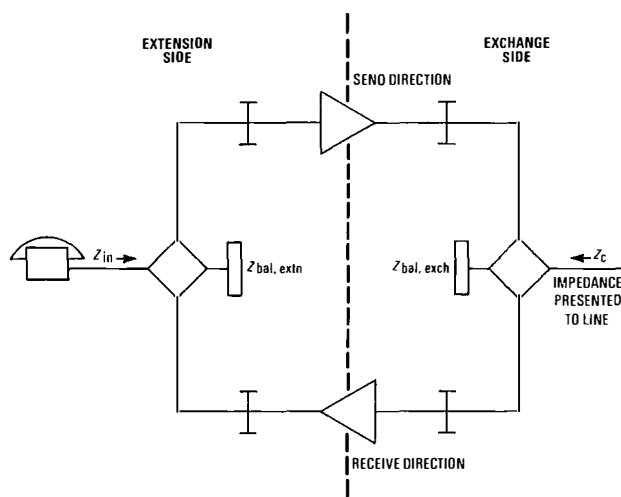 EXTENSION
SIDE
EXCHANGE
SIDE
SENO DIRECTION
Zin
Zbal, extn
Zbal, exch
Zc
IMPEDANCE
PRESENTED
TO LINE
RECEIVE DIRECTION